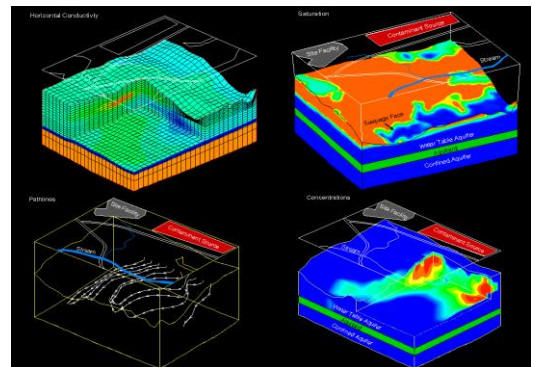 Horizontal Conductivity
Saturation
Site Facility
Contaminant Source
Stream
Seepage Face
Water Table Aquifer
Confined Aquifer
Pathlines
Site Facility
Contaminant Source
stream
Concentrations
Site Facility
Contaminant Source
stream
Water Table Aquifer
Confined Aquifer